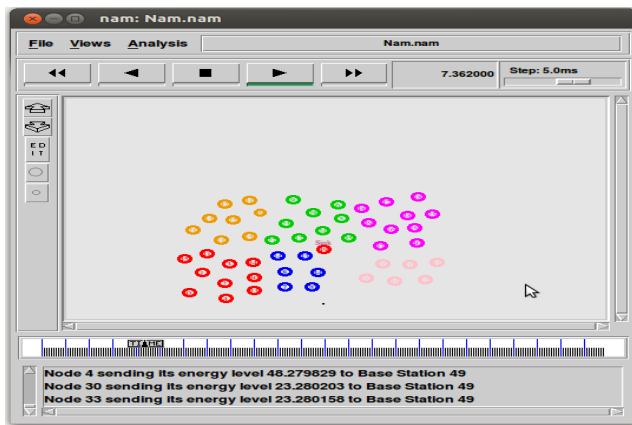 nam: Nam.nam
File Views Analysis Nam.nam
7.362000 Step: 5.0ms
E D
I T
Sink
Node 4 sending its energy level 48.279829 to Base Station 49
Node 30 sending its energy level 23.280203 to Base Station 49
Node 33 sending its energy level 23.280158 to Base Station 49